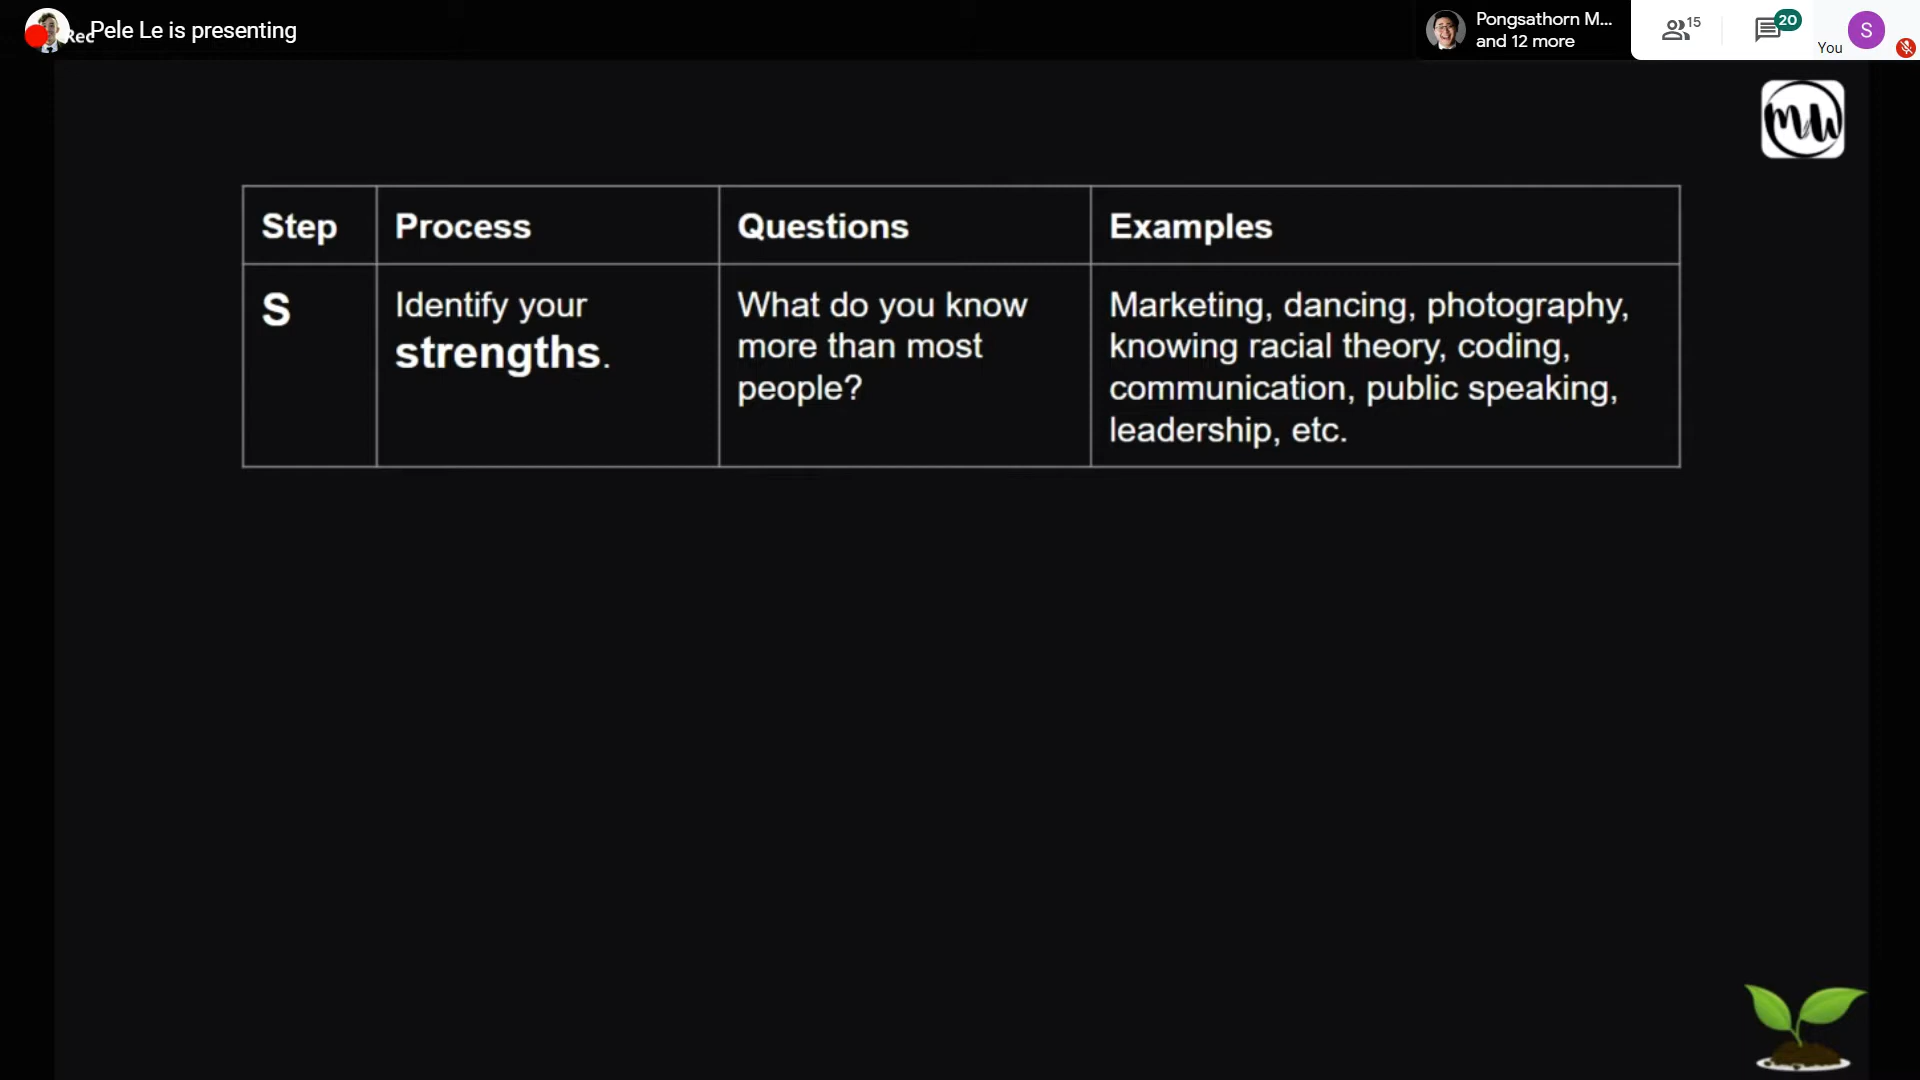 Rec
Pele Le is presenting
Pongsathorn M...
and 12 more
15
20
You
S
MW
Step
Process
Questions
Examples
S
Identify your
strengths.
What do you know
more than most
people?
Marketing, dancing, photography,
knowing racial theory, coding,
communication, public speaking,
leadership, etc.